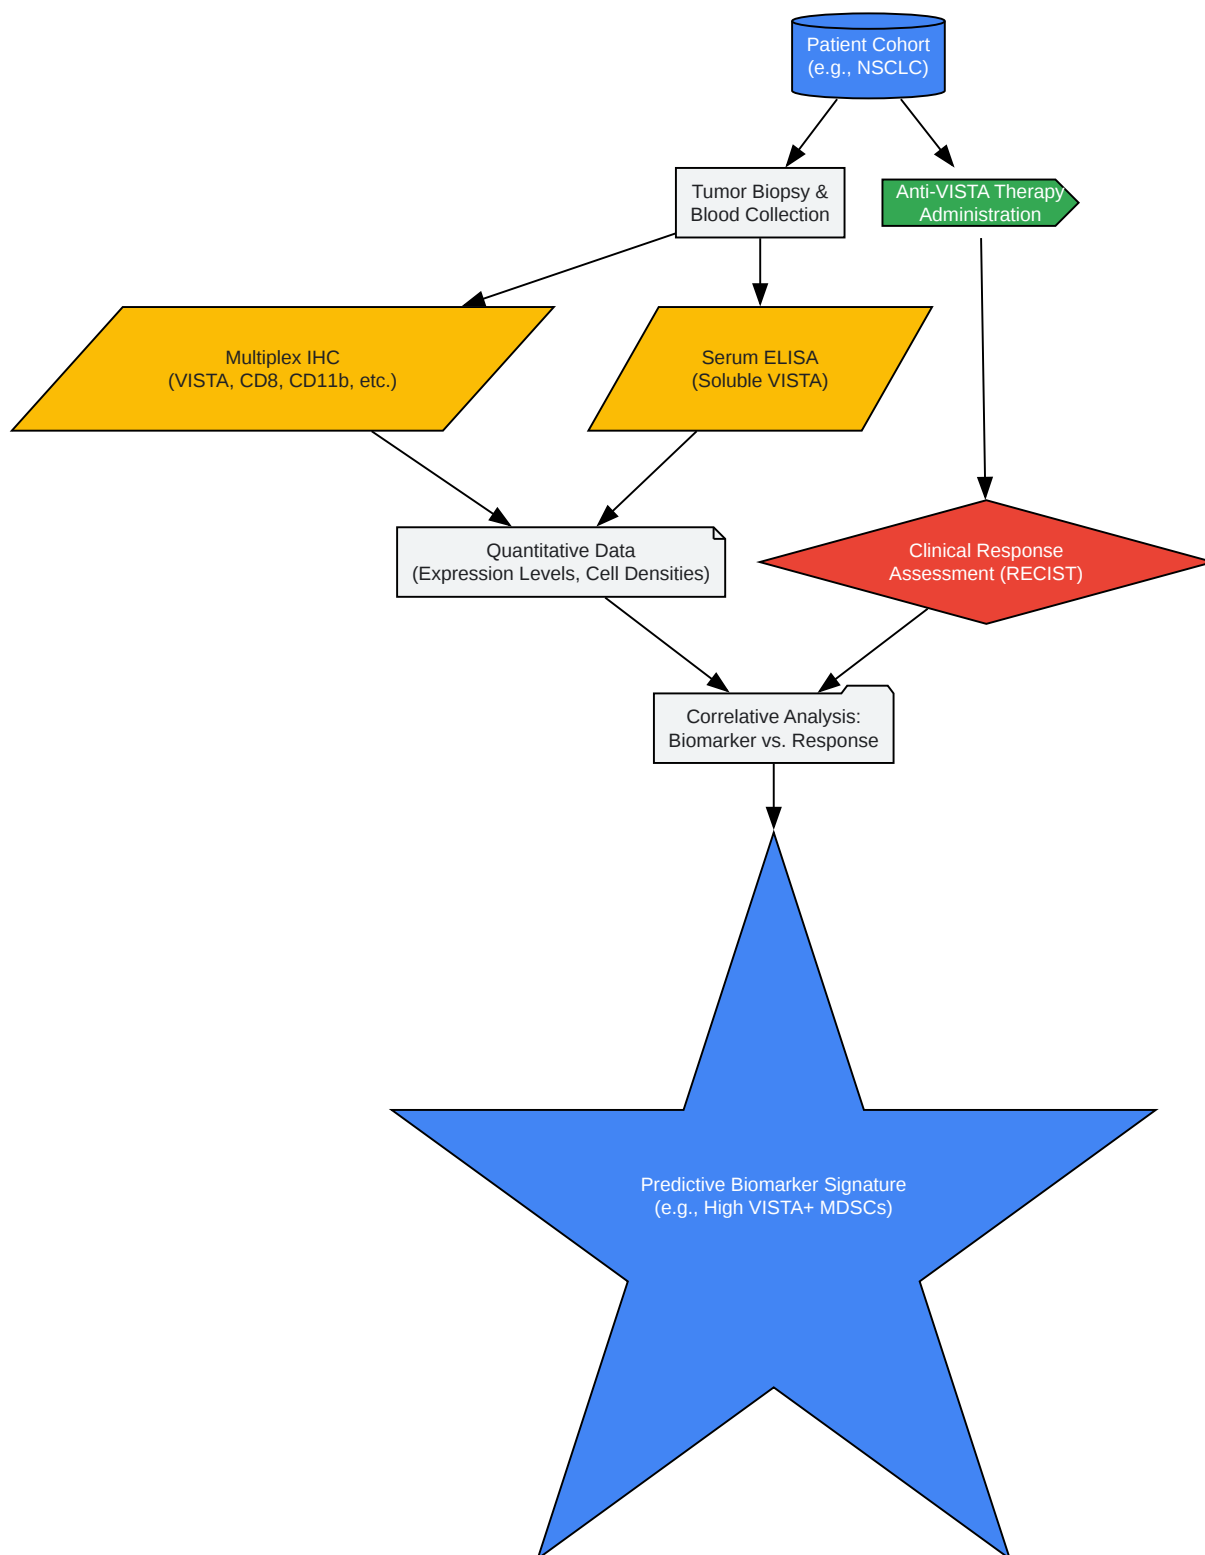 Patient Cohort
(e.g., NSCLC)
Tumor Biopsy &
Blood Collection
Anti-VISTA Therapy
Administration
Multiplex IHC
(VISTA, CD8, CD11b, etc.)
Serum ELISA
(Soluble VISTA)
Quantitative Data
(Expression Levels, Cell Densities)
Clinical Response
Assessment (RECIST)
Correlative Analysis:
Biomarker vs. Response
Predictive Biomarker Signature
(e.g., High VISTA+ MDSCs)